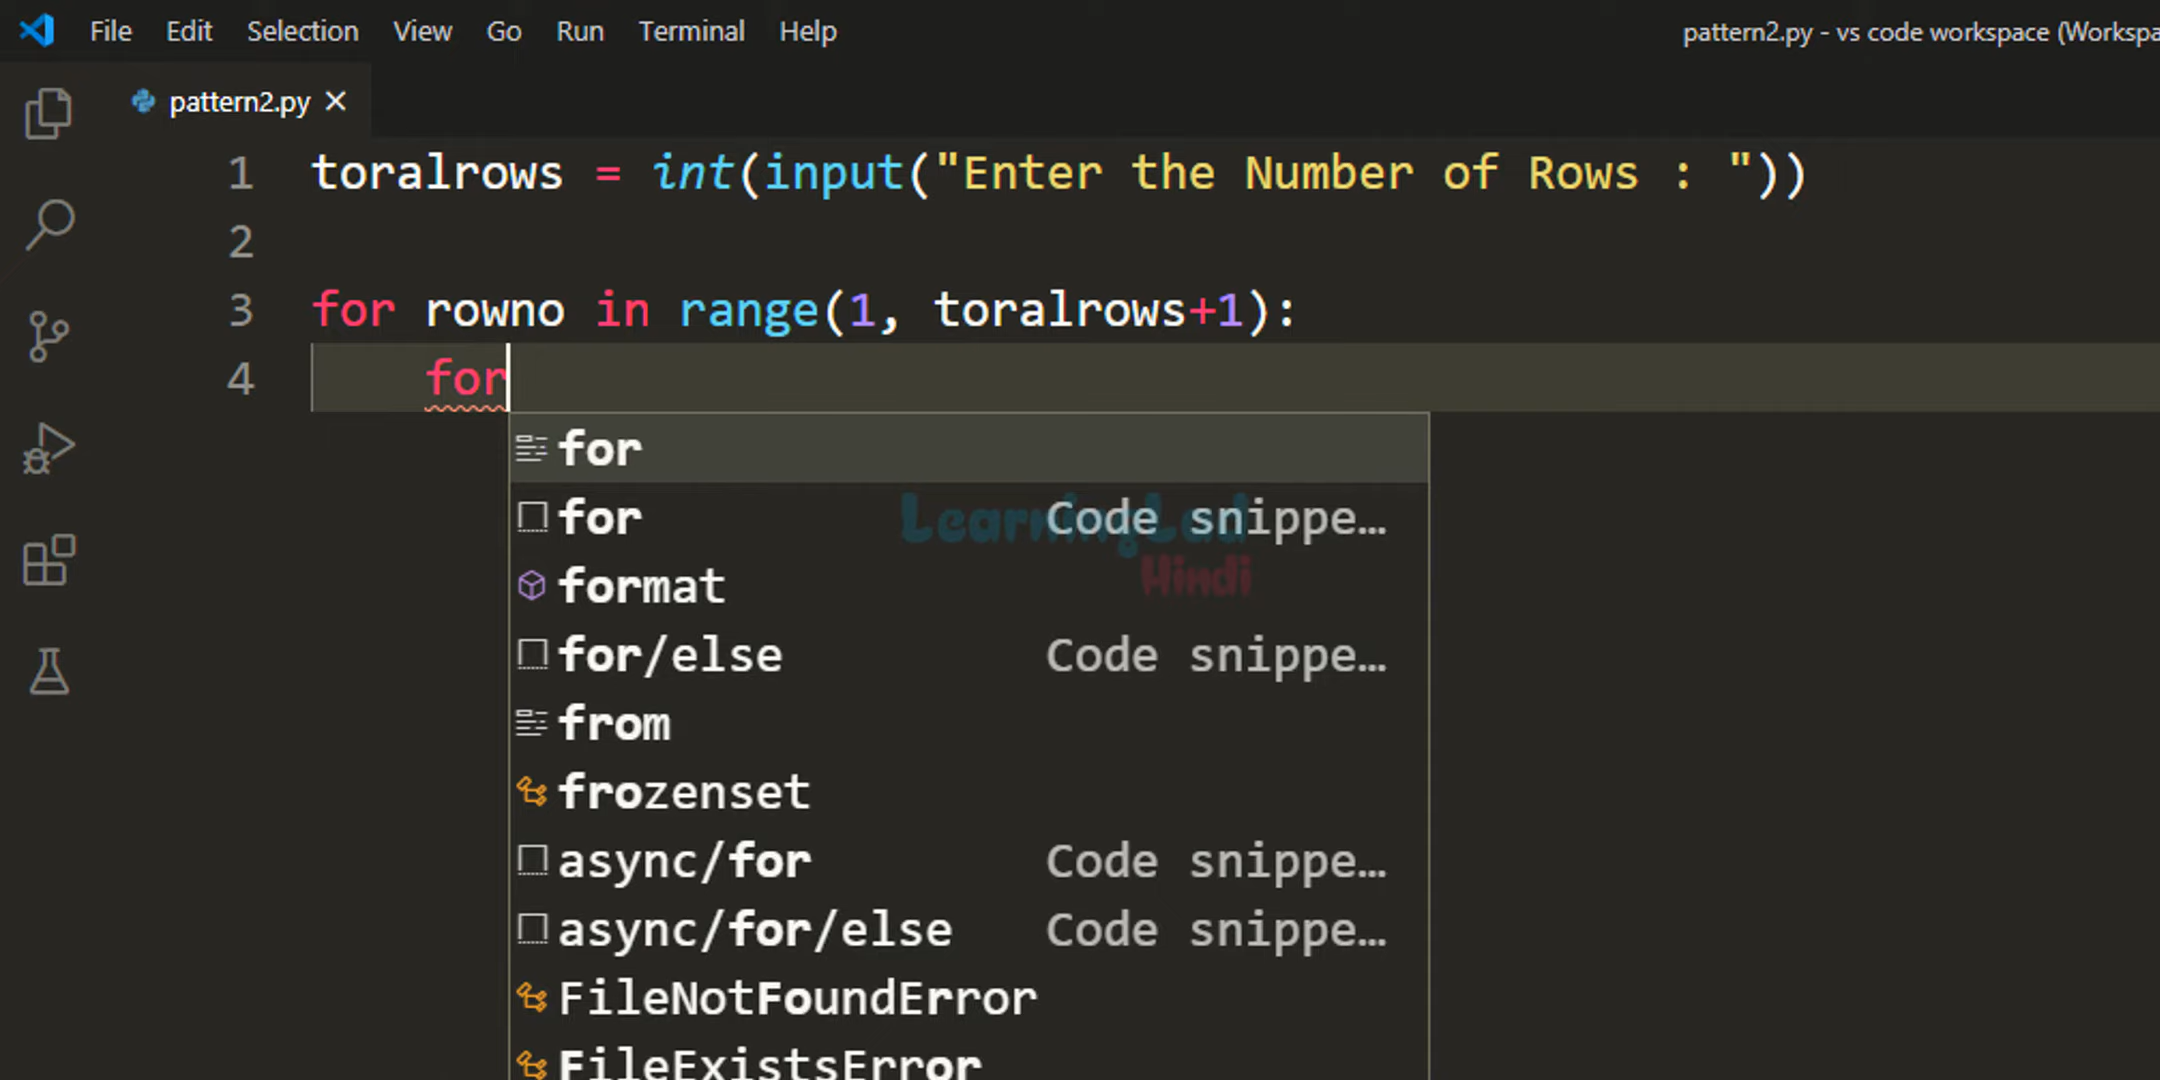 File Edit Selection View Go Run Terminal Help pattern2.py - vs code workspace (Workspa
pattern2.py
1 toralrows = int(input("Enter the Number of Rows : "))
2
3 for rowno in range(1, toralrows+1):
4 for
for
for Code snippe…
LearningLad
Hindi
format
for/else Code snippe…
from
frozenset
async/for Code snippe…
async/for/else Code snippe…
FileNotFoundError
FileExistsError